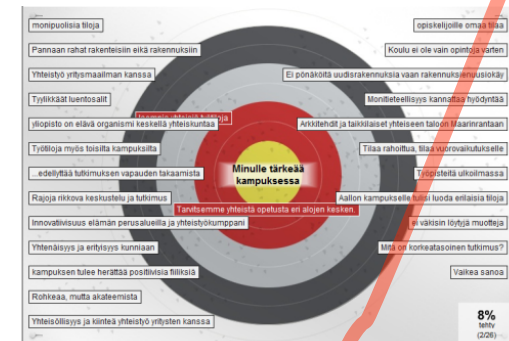 monipuolisia tiloja
Pannaan rahat rakenteisiin eikä rakennuksiin
Yhteistyö yritysmaailman kanssa
Tyylikkäät luentosalit
yliopisto on elävä organismi keskellä yhteiskuntaa
Työtiloja myös toisilta kampuksilta
...edellyttää tutkimuksen vapauden takaamista
Rajoja rikkova keskustelu ja tutkimus
Innovatiivisuus elämän perusalueilla ja yhteistyökumppani
Yhtenäisyys ja erityisyys kunniaan
kampuksen tulee herättää positiivisia fiiliksiä
Rohkeaa, mutta akateemista
Yhteisöllisyys ja kiinteä yhteistyö yritysten kanssa
Minulle tärkeää
kampuksessa
Tarvitsemme yhteistä opetusta eri alojen kesken.
opiskelijoille omaa tilaa
Koulu ei ole vain opintoja varten
Ei pönäköitä uudisrakennuksia vaan rakennuksienuusiokäy
Monitieteellisyys kannattaa hyödyntää
Arkkitehdit ja taikkilaiset yhteiseen taloon Maarinrantaan
Tilaa rahoittua, tilaa vuorovaikutukselle
Työpisteitä ulkoilmassa
Aallon kampukselle tulisi luoda erilaisia tiloja
ei väkisin löytyjä muotteja
Mitä on korkeatasoinen tutkimus?
Vaikea sanoa
8%
tehty
(2/26)